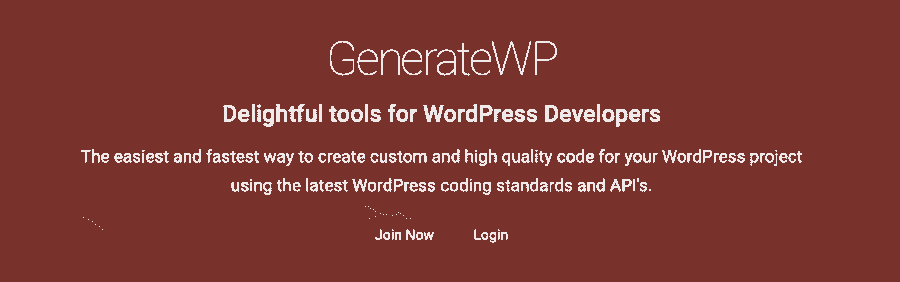 GenerateWP
Delightful tools for WordPress Developers
The easiest and fastest way to create custom and high quality code for your WordPress project
using the latest WordPress coding standards and API's.
Join Now Login